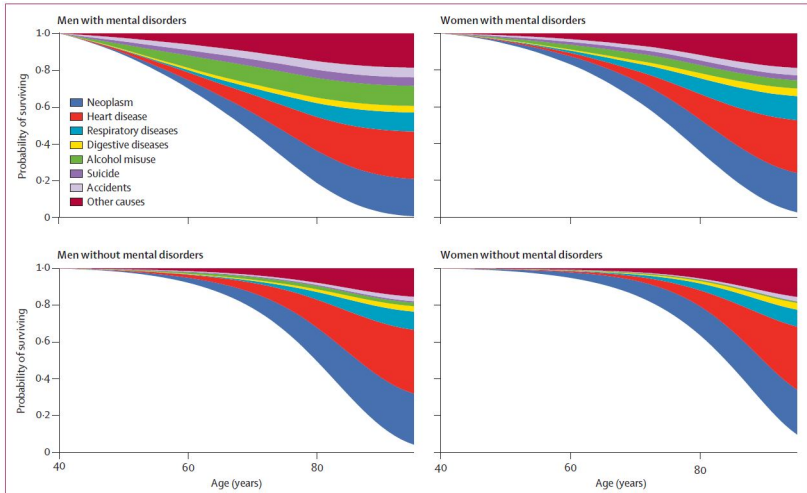 Men with mental disorders
Women with mental disorders
Probability of surviving
1·0
0·8
0·6
0·4
0·2
0
Neoplasm
Heart disease
Respiratory diseases
Digestive diseases
Alcohol misuse
Suicide
Accidents
Other causes
Men without mental disorders
Women without mental disorders
Probability of surviving
1·0
0·8
0·6
0·4
0·2
0
40
60
80
Age (years)
40
60
80
Age (years)